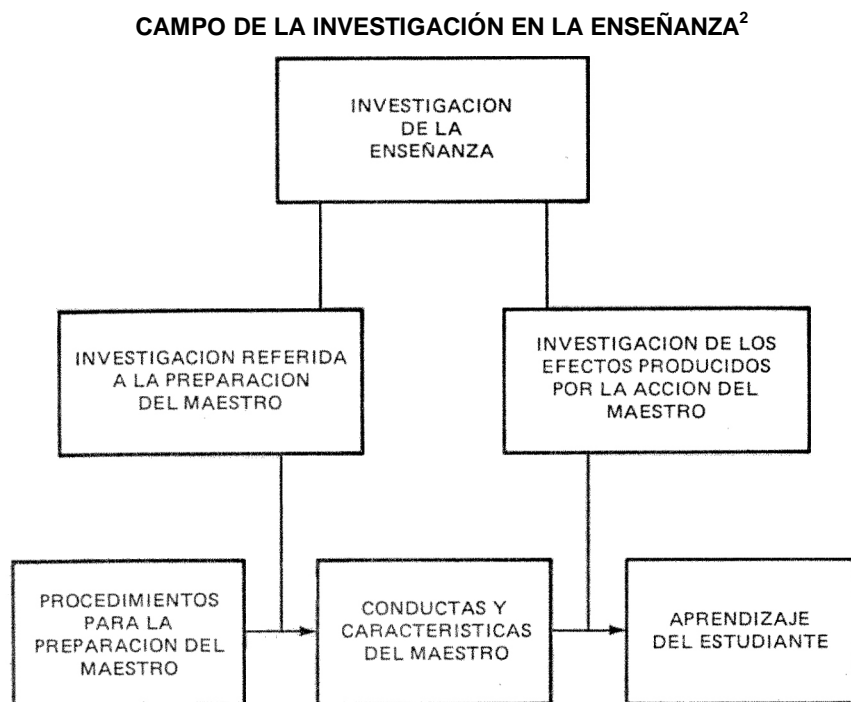 CAMPO DE LA INVESTIGACIÓN EN LA ENSEÑANZA²
INVESTIGACION
DE LA
ENSEÑANZA
INVESTIGACION REFERIDA
A LA PREPARACION
DEL MAESTRO
INVESTIGACION DE LOS
EFECTOS PRODUCIDOS
POR LA ACCION DEL
MAESTRO
PROCEDIMIENTOS
PARA LA
PREPARACION DEL
MAESTRO
CONDUCTAS Y
CARACTERISTICAS
DEL MAESTRO
APRENDIZAJE
DEL ESTUDIANTE